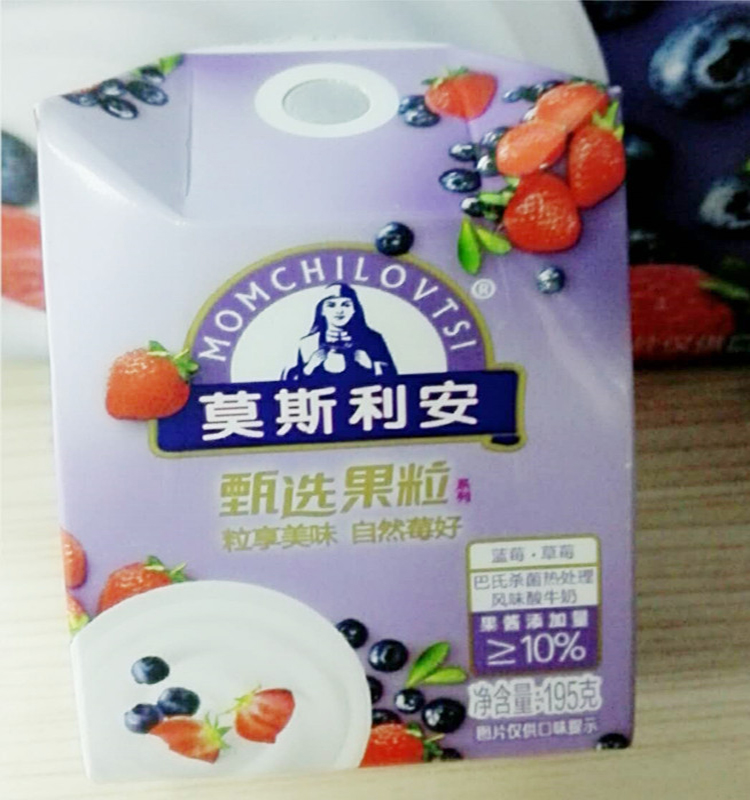 MOMCHILOVTSI
®
莫斯利安
甄选果粒系列
粒享美味 自然莓好
蓝莓·草莓
巴氏杀菌热处理
风味酸牛奶
果酱添加量
≥10%
净含量:195克
图片仅供口味提示